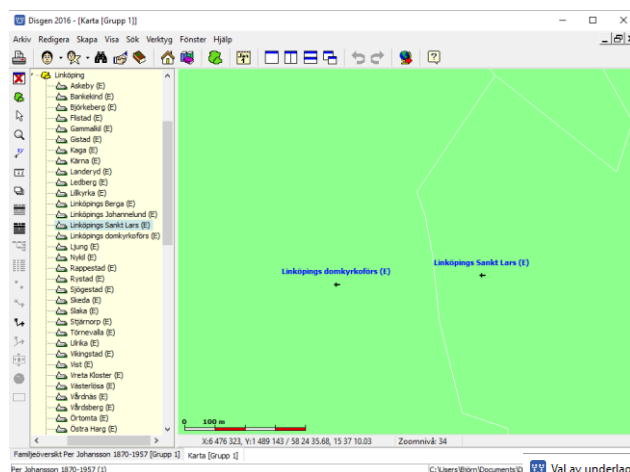 Disgen 2016 - [Karta [Grupp 1]]
Arkiv Redigera Skapa Visa Sök Verktyg Fönster Hjälp
Linköping
Askeby (E)
Bankekind (E)
Björkeberg (E)
Flistad (E)
Gammalkil (E)
Gistad (E)
Kaga (E)
Kärna (E)
Landeryd (E)
Ledberg (E)
Lillkyrka (E)
Linköpings Berga (E)
Linköpings Johannelund (E)
Linköpings Sankt Lars (E)
Linköpings domkyrkoförs (E)
Ljung (E)
Nykil (E)
Rappestad (E)
Rystad (E)
Sjögestad (E)
Skeda (E)
Slaka (E)
Stjärnorp (E)
Törnevalla (E)
Ulrika (E)
Vikingstad (E)
Vist (E)
Vreta Kloster (E)
Västerlösa (E)
Vårdnäs (E)
Vårdsberg (E)
Örtomta (E)
Östra Harg (E)
Linköpings Sankt Lars (E)
Linköpings domkyrkoförs (E)
0 100 m
X:6 476 323, Y:1 489 143 / 58 24 35.68, 15 37 10.03 Zoomnivå: 34
Familjeöversikt Per Johansson 1870-1957 [Grupp 1] Karta [Grupp 1]
Per Johansson 1870-1957 (1) C:\Users\Björn\Documents\D
Val av underlag